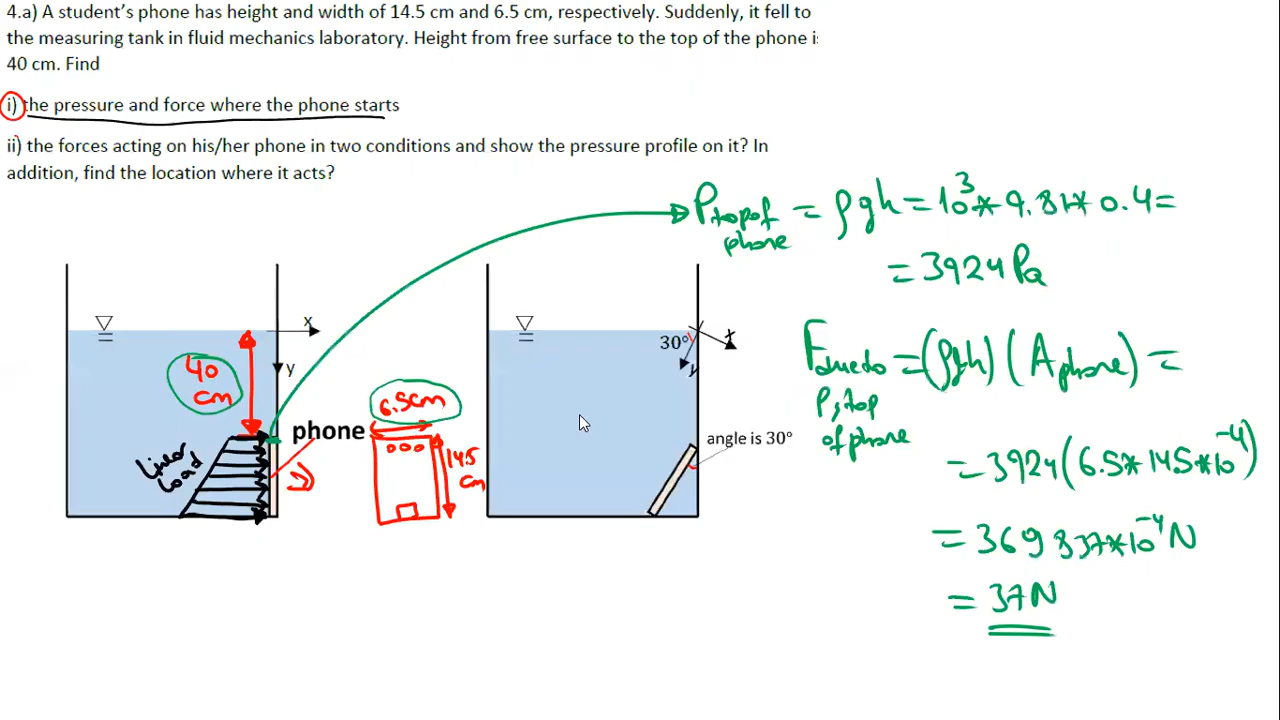 4.a) A student's phone has height and width of 14.5 cm and 6.5 cm, respectively. Suddenly, it fell to
the measuring tank in fluid mechanics laboratory. Height from free surface to the top of the phone i
40 cm. Find
i) the pressure and force where the phone starts
ii) the forces acting on his/her phone in two conditions and show the pressure profile on it? In
addition, find the location where it acts?
P top of phone = ρgh = 10³ * 9.81 * 0.4 =
= 3924 Pa
x
y
40
cm
6.5cm
phone
14.5
cm
load
30°
x
y
angle is 30°
F due to P, top of phone = (ρgh) (A phone) =
= 3924 (6.5 * 14.5 * 10⁻⁴)
= 369837 * 10⁻⁴ N
= 37N